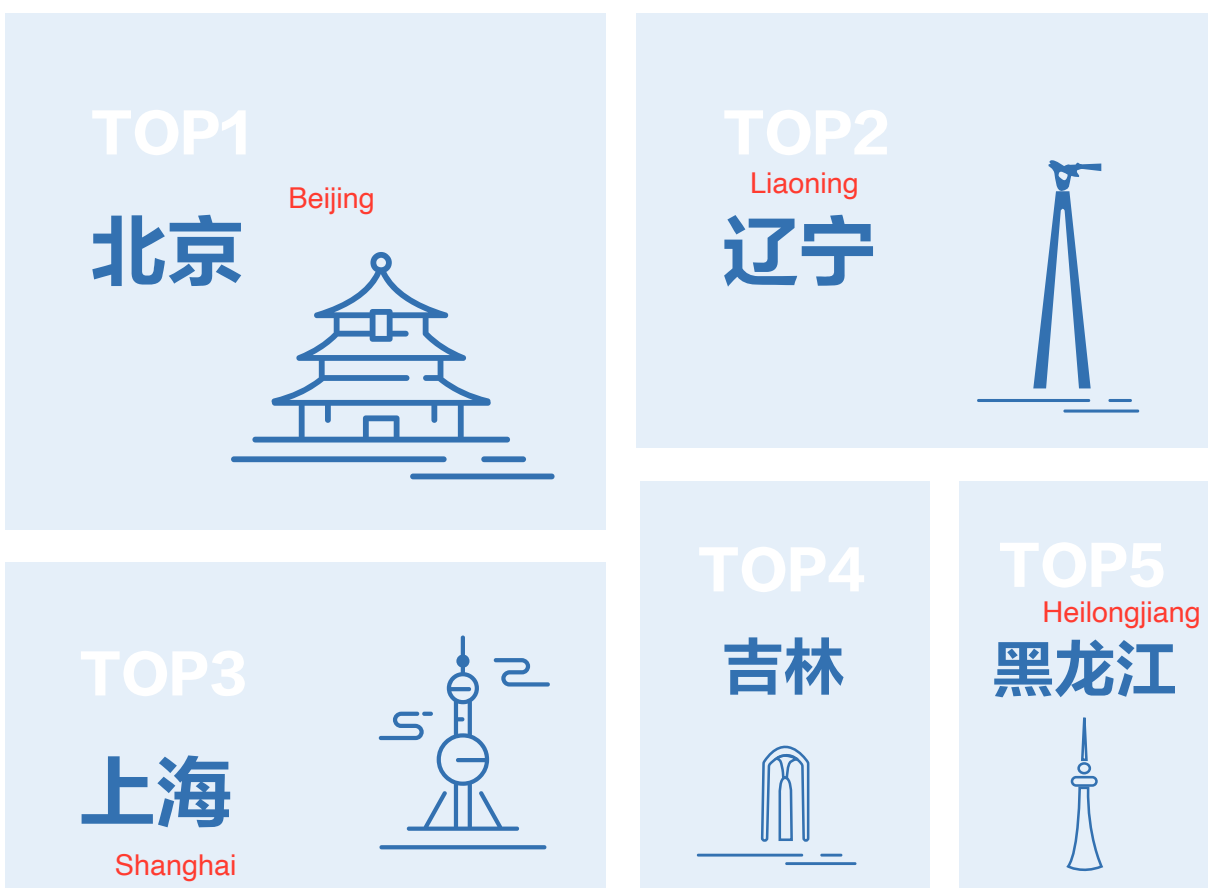 TOP1
Beijing
北京
TOP2
Liaoning
辽宁
TOP3
上海
Shanghai
TOP4
吉林
TOP5
Heilongjiang
黑龙江